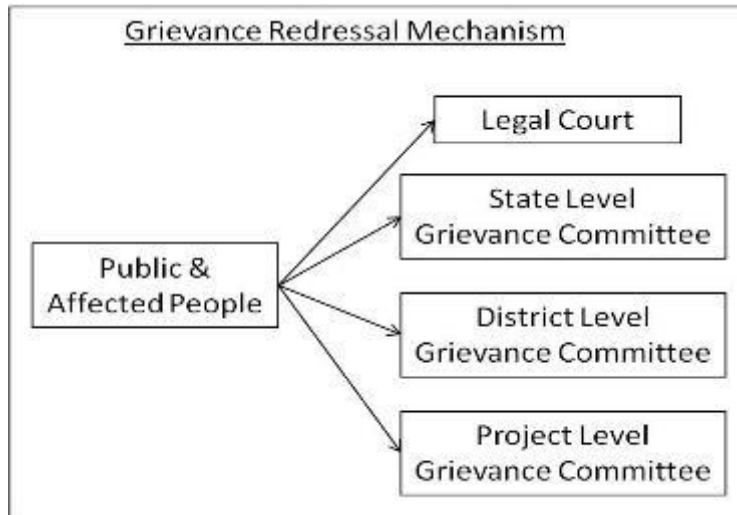 Grievance Redressal Mechanism
Legal Court
State Level
Grievance Committee
Public &
Affected People
District Level
Grievance Committee
Project Level
Grievance Committee